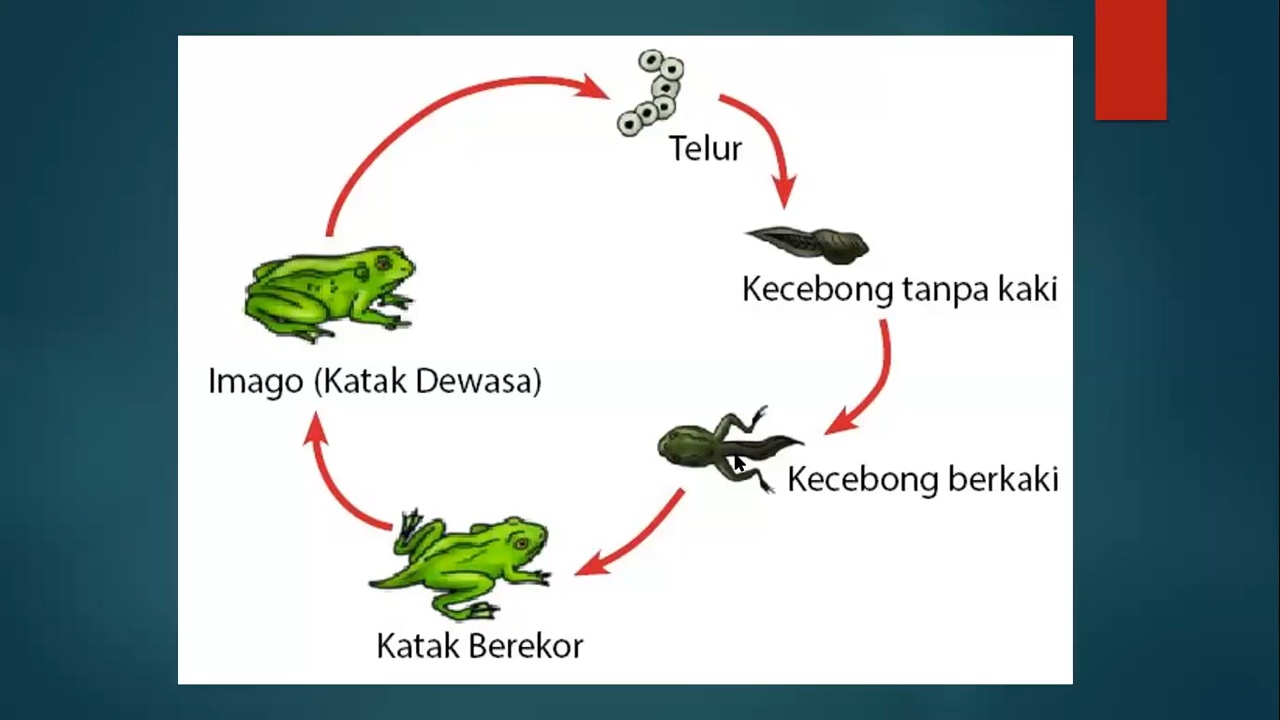 Telur
Kecebong tanpa kaki
Kecebong berkaki
Katak Berekor
Imago (Katak Dewasa)